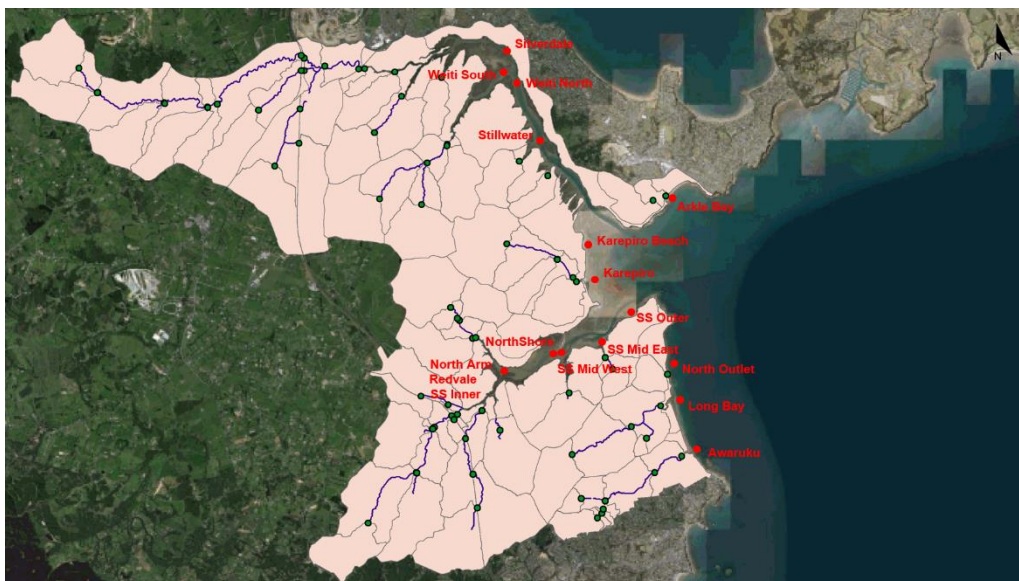 Silverdale
Weiti South
Weiti North
Stillwater
Arkle Bay
Karepiro Beach
Karepiro
SS Outer
NorthShore
SS Mid East
SS Mid West
North Arm
Redvale
SS Inner
North Outlet
Long Bay
Awaruku
N